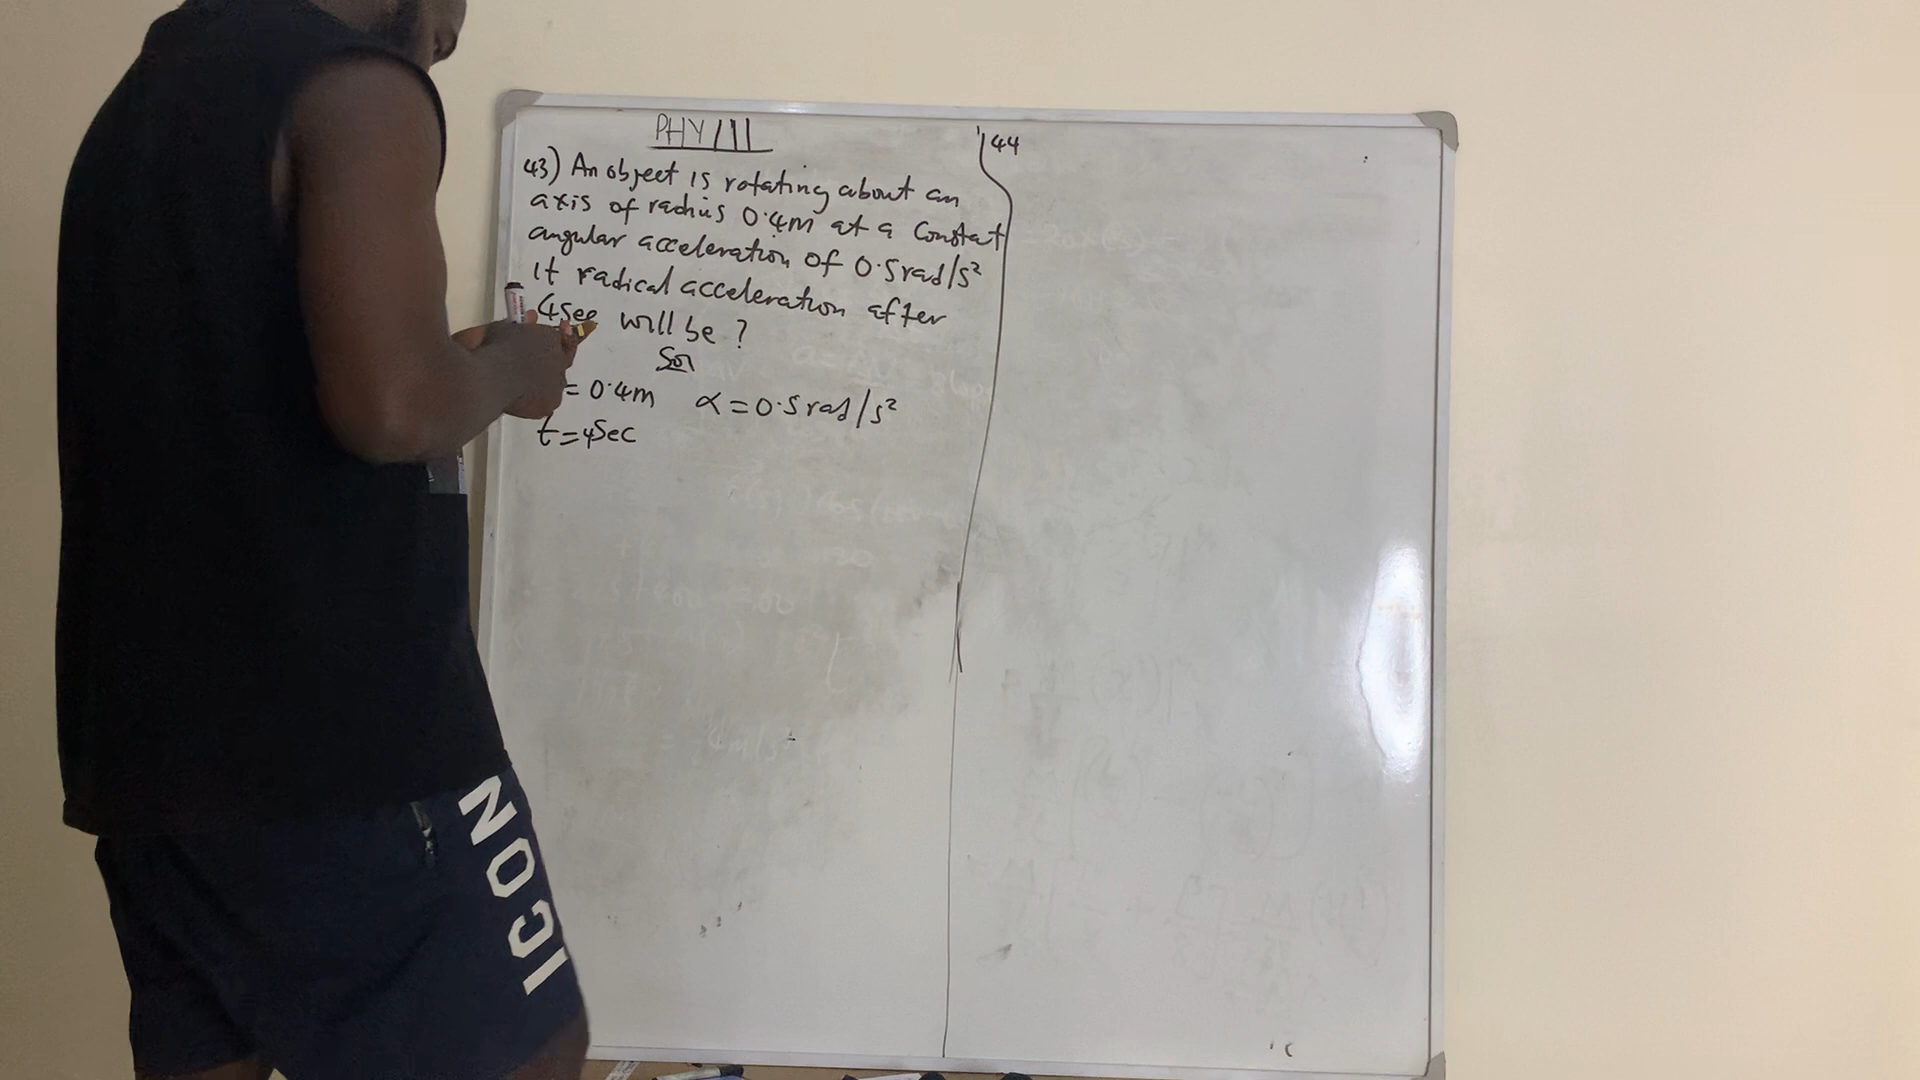 PHY 111
43) An object is rotating about an
axis of radius 0.4m at a Constat
angular acceleration of 0.5rad/s²
It radical acceleration after
4Sec will be ?
Sol
= 0.4m α = 0.5rad/s²
t = 4Sec
44
ICON